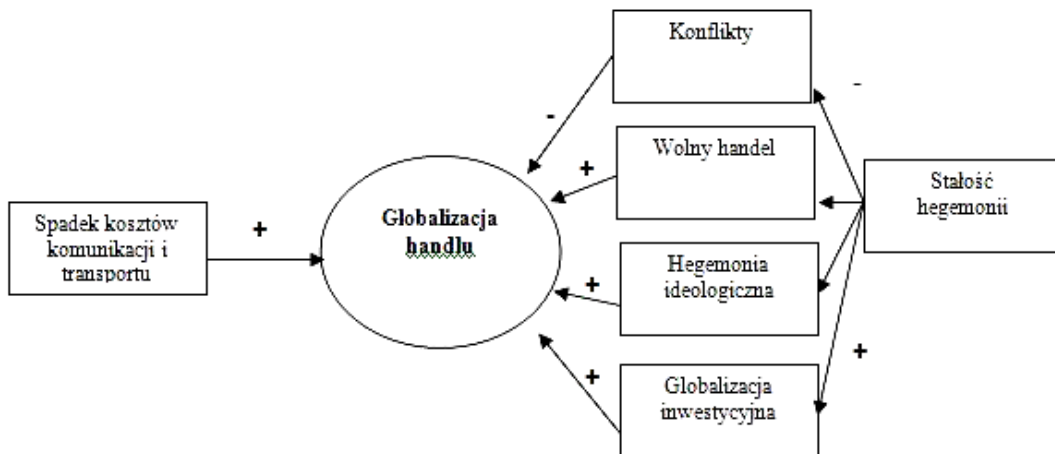 Konflikty
-
-
Wolny handel
+
Stałość
hegemonii
Globalizacja
handlu
Spadek kosztów
komunikacji i
transportu
+
Hegemonia
ideologiczna
+
+
Globalizacja
inwestycyjna
+